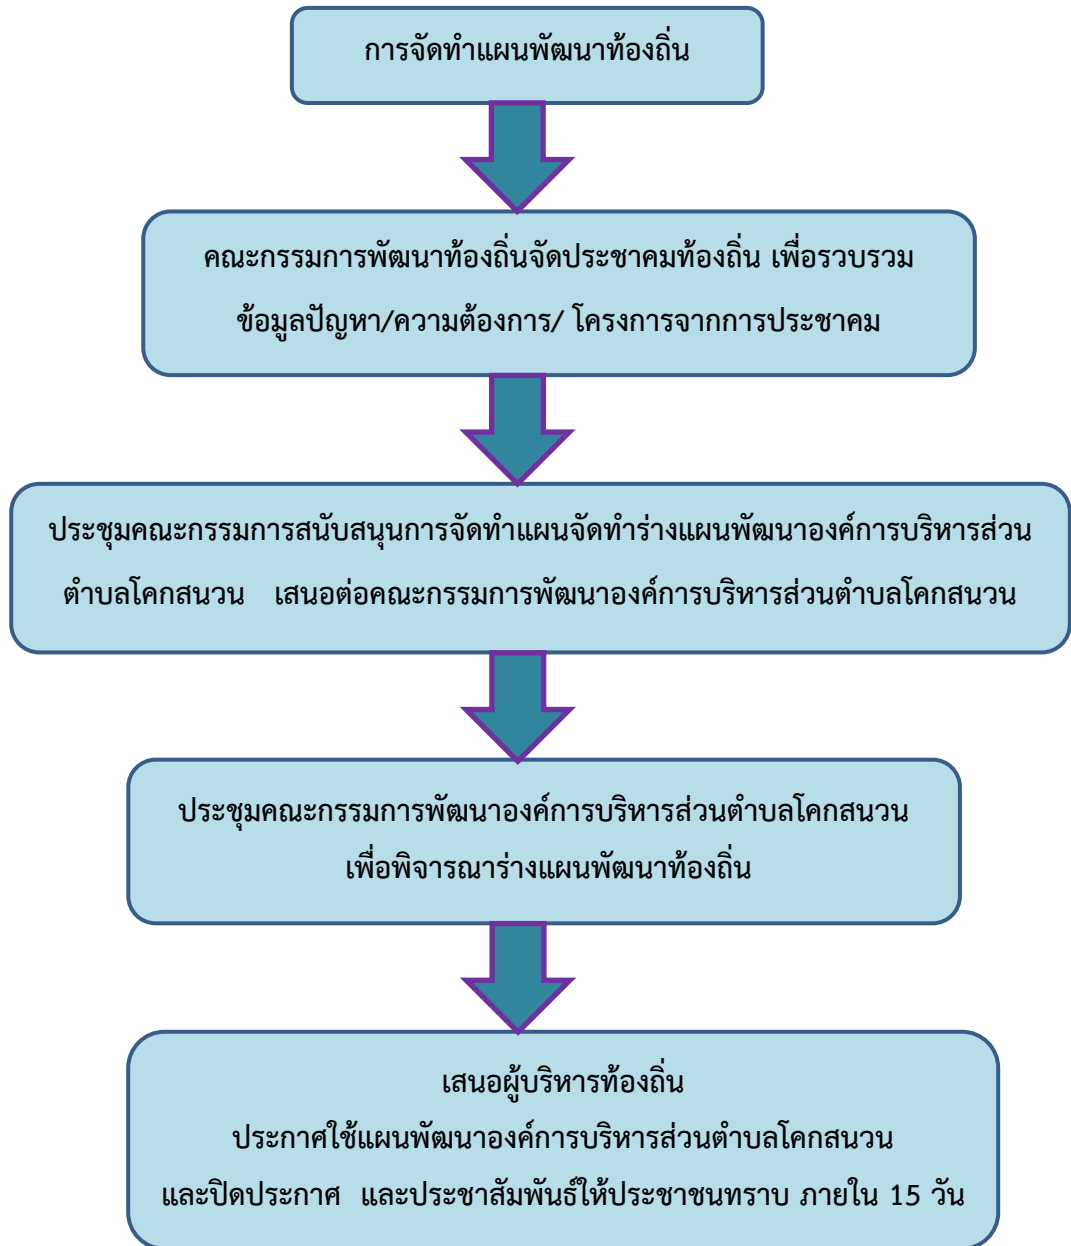 การจัดทำแผนพัฒนาท้องถิ่น
คณะกรรมการพัฒนาท้องถิ่นจัดประชาคมท้องถิ่น เพื่อรวบรวม
ข้อมูลปัญหา/ความต้องการ/ โครงการจากการประชาคม
ประชุมคณะกรรมการสนับสนุนการจัดทำแผนจัดทำร่างแผนพัฒนาองค์การบริหารส่วน
ตำบลโคกสนวน เสนอต่อคณะกรรมการพัฒนาองค์การบริหารส่วนตำบลโคกสนวน
ประชุมคณะกรรมการพัฒนาองค์การบริหารส่วนตำบลโคกสนวน
เพื่อพิจารณาร่างแผนพัฒนาท้องถิ่น
เสนอผู้บริหารท้องถิ่น
ประกาศใช้แผนพัฒนาองค์การบริหารส่วนตำบลโคกสนวน
และปิดประกาศ และประชาสัมพันธ์ให้ประชาชนทราบ ภายใน 15 วัน